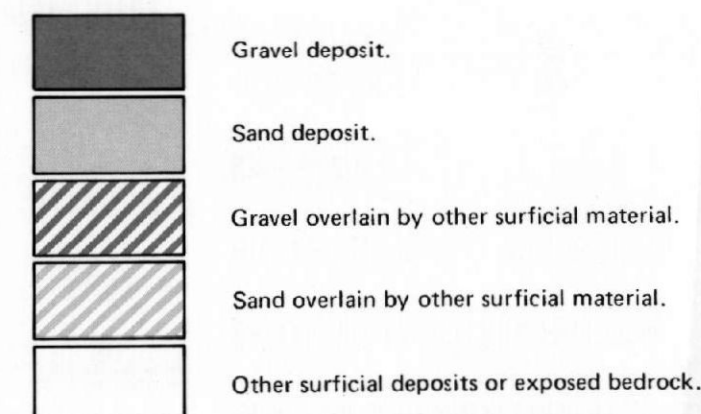 Gravel deposit.
Sand deposit.
Gravel overlain by other surficial material.
Sand overlain by other surficial material.
Other surficial deposits or exposed bedrock.